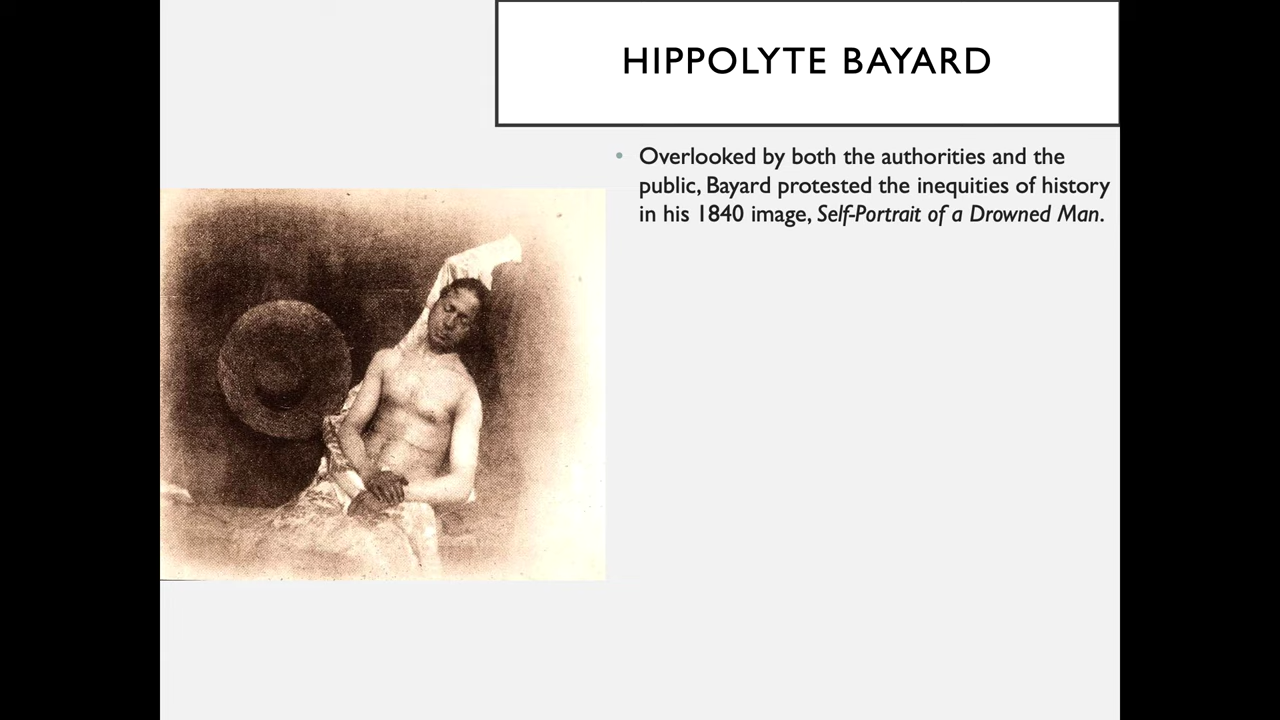 HIPPOLYTE BAYARD
• Overlooked by both the authorities and the
public, Bayard protested the inequities of history
in his 1840 image, Self-Portrait of a Drowned Man.